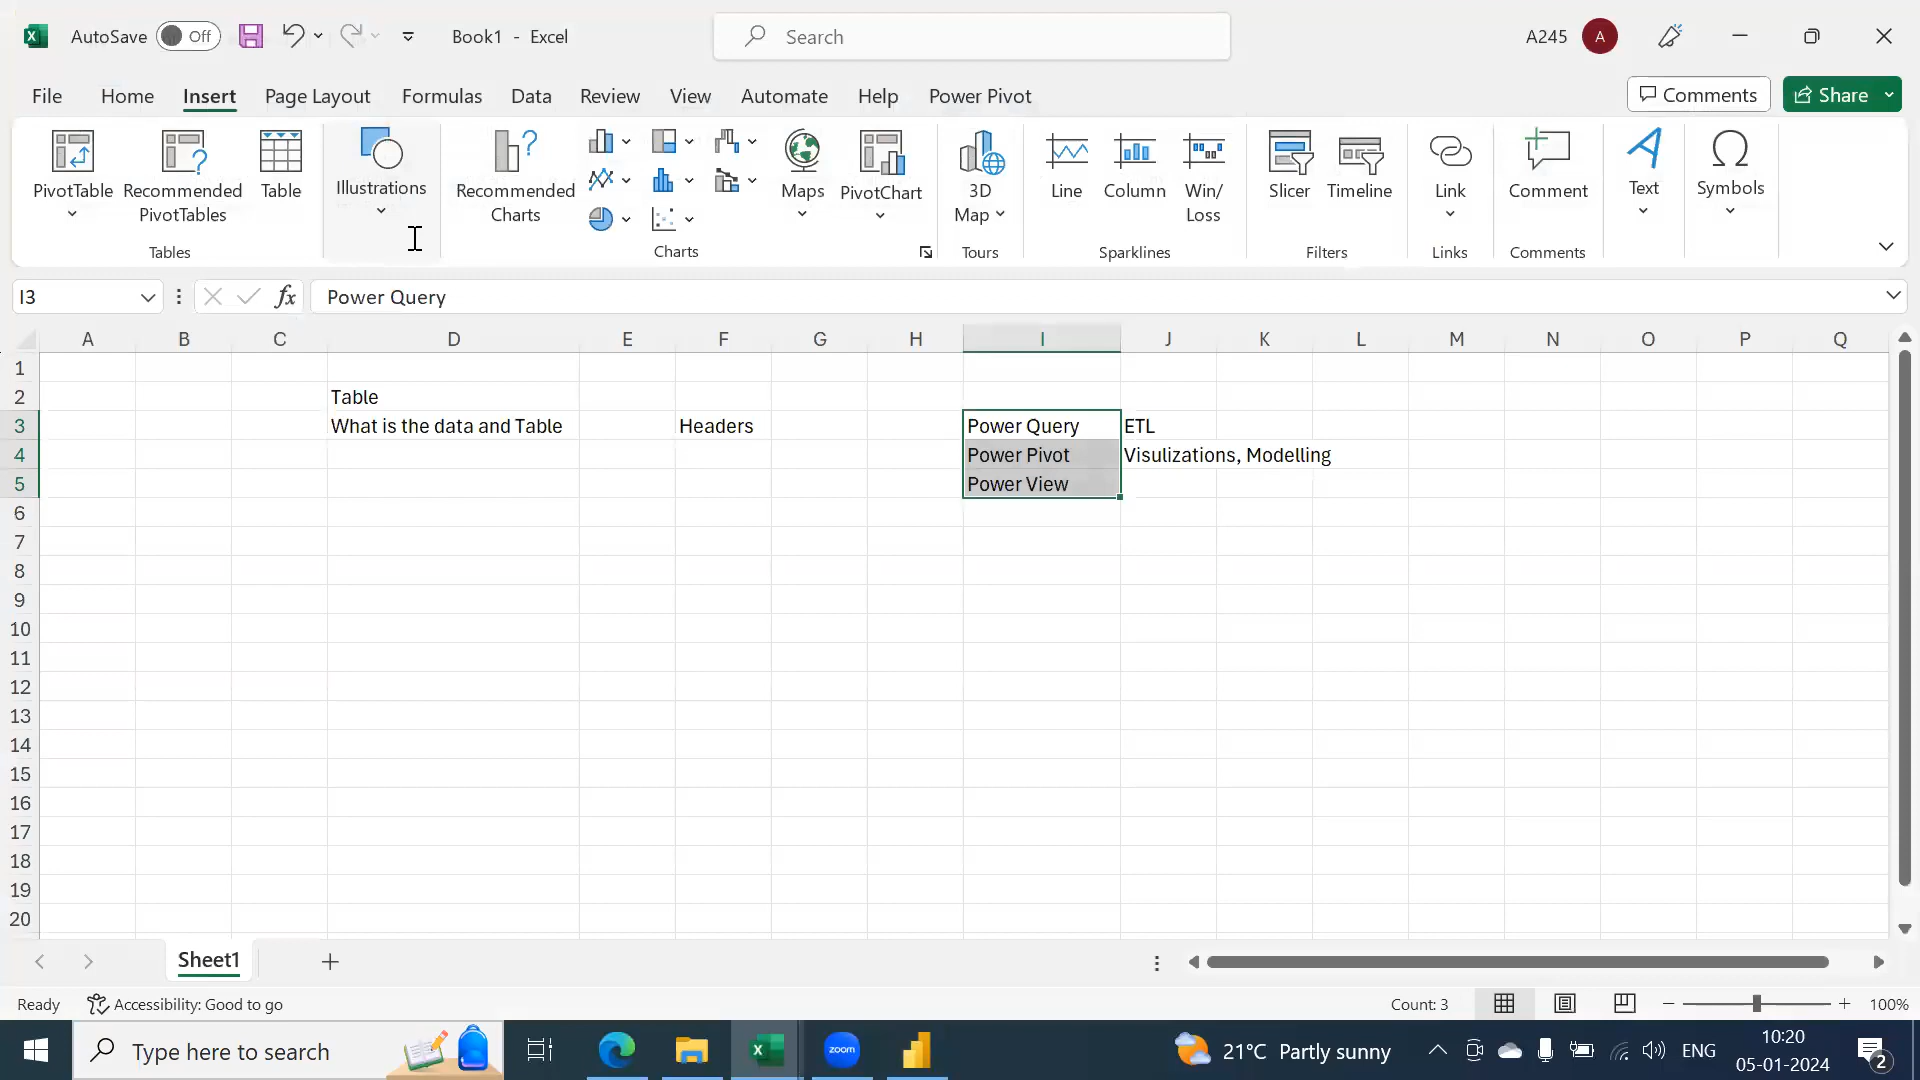 AutoSave Off Book1 - Excel Search A245 A
File Home Insert Page Layout Formulas Data Review View Automate Help Power Pivot Comments Share
PivotTable
Recommended
PivotTables
Table
Tables
Illustrations
Recommended
Charts
Maps
PivotChart
Charts
3D
Map
Tours
Line
Column
Win/
Loss
Sparklines
Slicer
Timeline
Filters
Link
Links
Comment
Comments
Text
Symbols
I3 fx Power Query
A B C D E F G H I J K L M N O P Q
1
2 Table
3 What is the data and Table Headers Power Query ETL
4 Power Pivot Visulizations, Modelling
5 Power View
6
7
8
9
10
11
12
13
14
15
16
17
18
19
20
Sheet1
Ready Accessibility: Good to go Count: 3 100%
Type here to search zoom 21°C Partly sunny ENG 10:20
05-01-2024
2